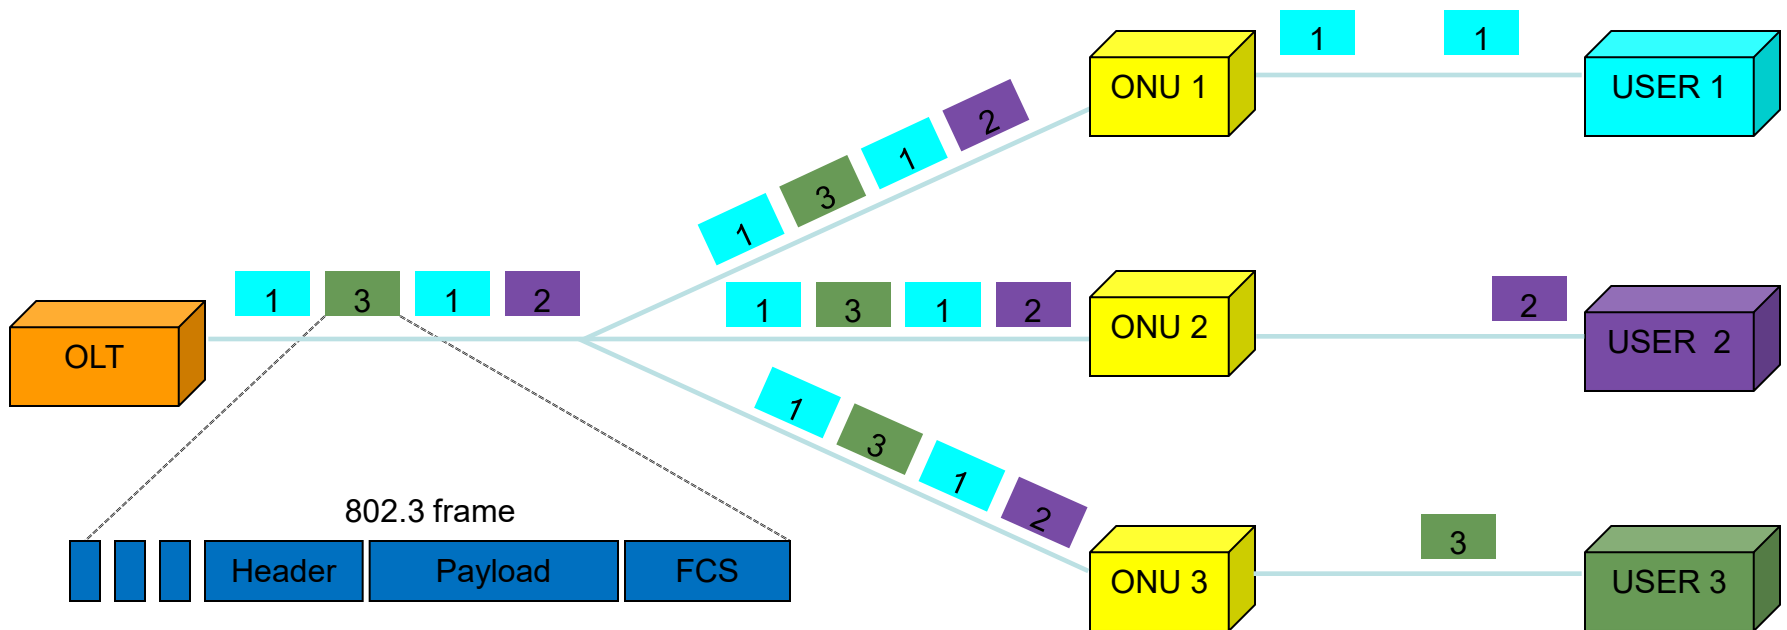 1 1
ONU 1 USER 1
2
1
3
1
1 3 1 2
1 3 1 2
2
OLT
ONU 2 USER  2
1
3
1
2
802.3 frame
3
Header Payload FCS
ONU 3 USER 3